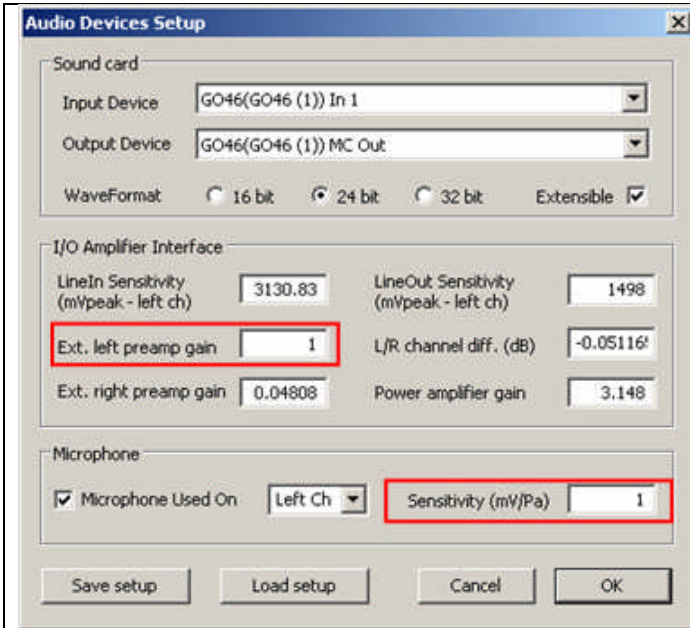 Audio Devices Setup
Sound card
Input Device GO46(GO46 (1)) In 1
Output Device GO46(GO46 (1)) MC Out
WaveFormat 16 bit 24 bit 32 bit Extensible
I/O Amplifier Interface
LineIn Sensitivity
(mVpeak - left ch) 3130.83
LineOut Sensitivity
(mVpeak - left ch) 1498
Ext. left preamp gain 1
L/R channel diff. (dB) -0.05116
Ext. right preamp gain 0.04808
Power amplifier gain 3.148
Microphone
Microphone Used On Left Ch Sensitivity (mV/Pa) 1
Save setup Load setup Cancel OK